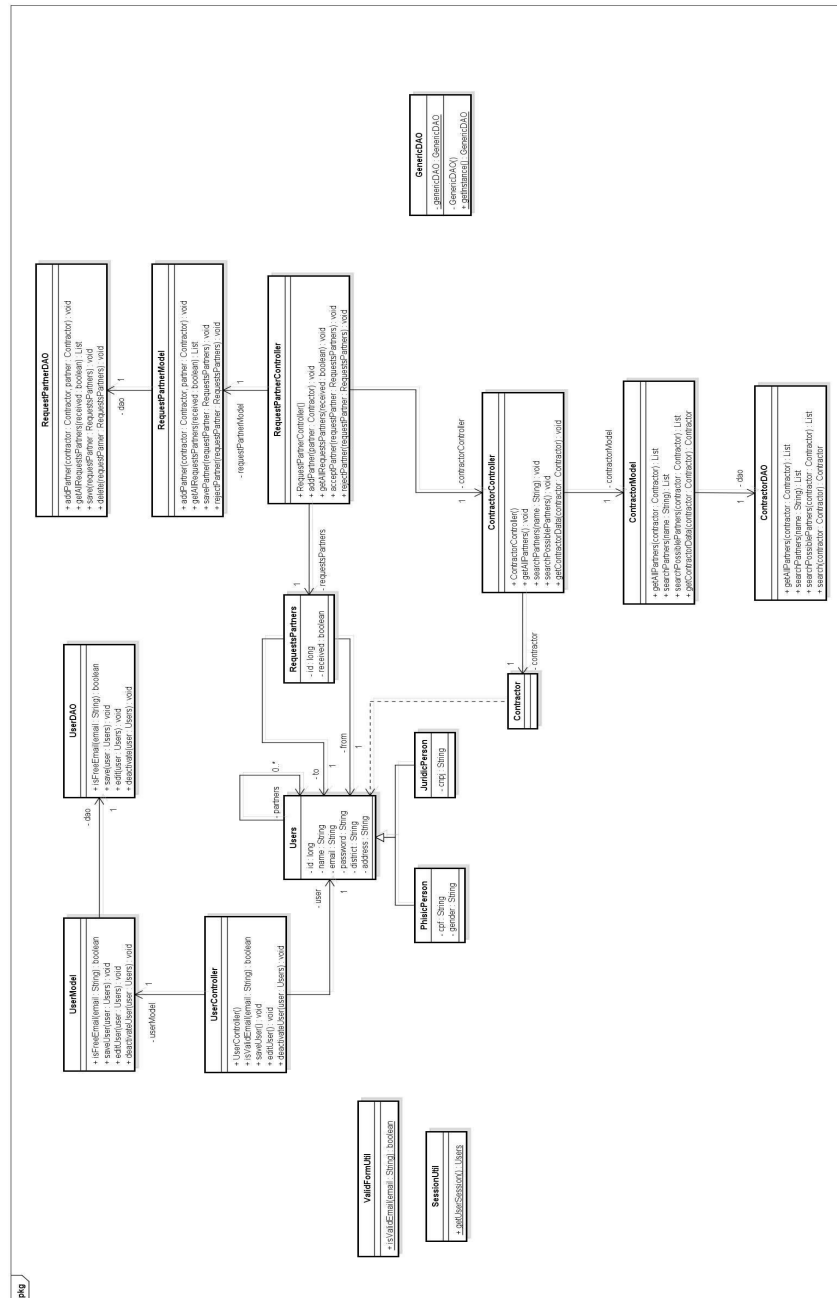 pkg
UserModel
+ isFreeEmail(email : String) : boolean
+ saveUser(user : Users) : void
+ editUser(user : Users) : void
+ deactivateUser(user : Users) : void
- dao
1
UserDAO
+ isFreeEmail(email : String) : boolean
+ save(user : Users) : void
+ edit(user : Users) : void
+ deactivate(user : Users) : void
RequestPartnerDAO
+ addPartner(contractor : Contractor, partner : Contractor) : void
+ getAllRequestsPartners(received : boolean) : List
+ save(requestPartner : RequestsPartners) : void
+ delete(requestPartner : RequestsPartners) : void
- userModel
1
- dao
1
RequestPartnerModel
+ addPartner(contractor : Contractor, partner : Contractor) : void
+ getAllRequestsPartners(received : boolean) : List
+ savePartner(requestPartner : RequestsPartners) : void
+ rejectPartner(requestPartner : RequestsPartners) : void
UserController
+ UserController()
+ isValidEmail(email : String) : boolean
+ saveUser() : void
+ editUser() : void
+ deactivateUser(user : Users) : void
- requestPartnerModel
1
RequestPartnerController
+ RequestPartnerController()
+ addPartner(partner : Contractor) : void
+ getAllRequestsPartners(received : boolean) : void
+ acceptPartner(requestPartner : RequestsPartners) : void
+ rejectPartner(requestPartner : RequestsPartners) : void
- partners
0..*
- user
1
Users
- id : long
- name : String
- email : String
- password : String
- district : String
- address : String
- to
1
- from
1
RequestsPartners
- id : long
- received : boolean
1
- requestsPartners
ValidFormUtil
+ isValidEmail(email : String) : boolean
PhisicPerson
- cpf : String
- gender : String
JuridicPerson
- cnpj : String
GenericDAO
- genericDAO : GenericDAO
- GenericDAO()
+ getInstance() : GenericDAO
SessionUtil
+ getUserSession() : Users
1
- contractorController
Contractor
1
- contractor
ContractorController
+ ContractorController()
+ getAllPartners() : void
+ searchPartners(name : String) : void
+ searchPossiblePartners() : void
+ getContractorData(contractor : Contractor) : void
1
- contractorModel
ContractorModel
+ getAllPartners(contractor : Contractor) : List
+ searchPartners(name : String) : List
+ searchPossiblePartners(contractor : Contractor) : List
+ getContractorData(contractor : Contractor) : Contractor
1
- dao
ContractorDAO
+ getAllPartners(contractor : Contractor) : List
+ searchPartners(name : String) : List
+ searchPossiblePartners(contractor : Contractor) : List
+ search(contractor : Contractor) : Contractor